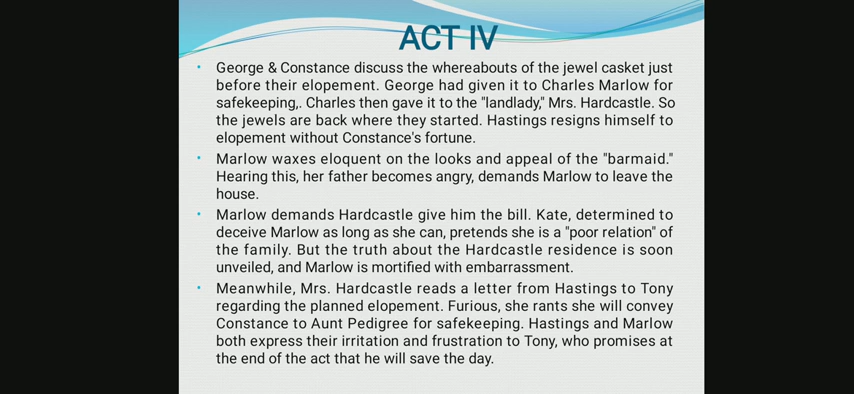 ACT IV
• George & Constance discuss the whereabouts of the jewel casket just
before their elopement. George had given it to Charles Marlow for
safekeeping,. Charles then gave it to the "landlady," Mrs. Hardcastle. So
the jewels are back where they started. Hastings resigns himself to
elopement without Constance's fortune.
• Marlow waxes eloquent on the looks and appeal of the "barmaid."
Hearing this, her father becomes angry, demands Marlow to leave the
house.
• Marlow demands Hardcastle give him the bill. Kate, determined to
deceive Marlow as long as she can, pretends she is a "poor relation" of
the family. But the truth about the Hardcastle residence is soon
unveiled, and Marlow is mortified with embarrassment.
• Meanwhile, Mrs. Hardcastle reads a letter from Hastings to Tony
regarding the planned elopement. Furious, she rants she will convey
Constance to Aunt Pedigree for safekeeping. Hastings and Marlow
both express their irritation and frustration to Tony, who promises at
the end of the act that he will save the day.